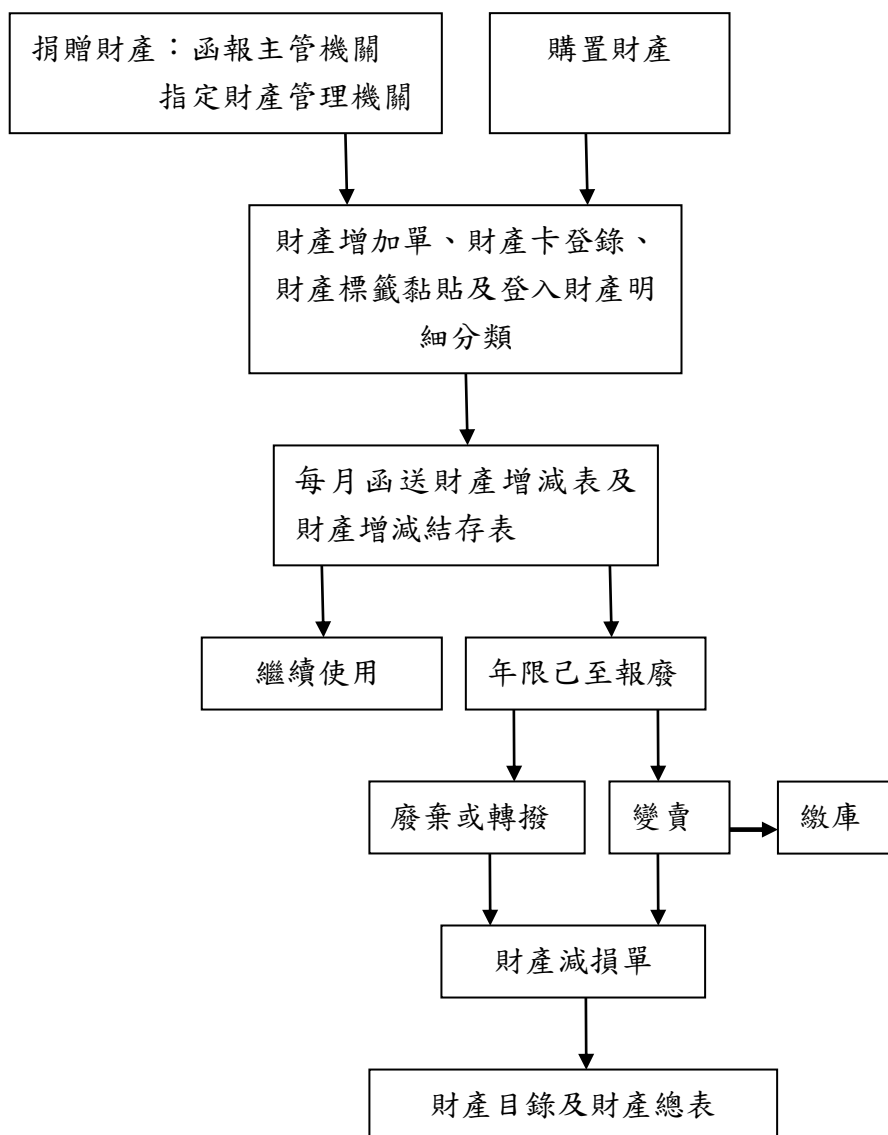 捐贈財產：函報主管機關
指定財產管理機關
購置財產
財產增加單、財產卡登錄、
財產標籤黏貼及登入財產明
細分類
每月函送財產增減表及
財產增減結存表
繼續使用
年限己至報廢
廢棄或轉撥
變賣
繳庫
財產減損單
財產目錄及財產總表